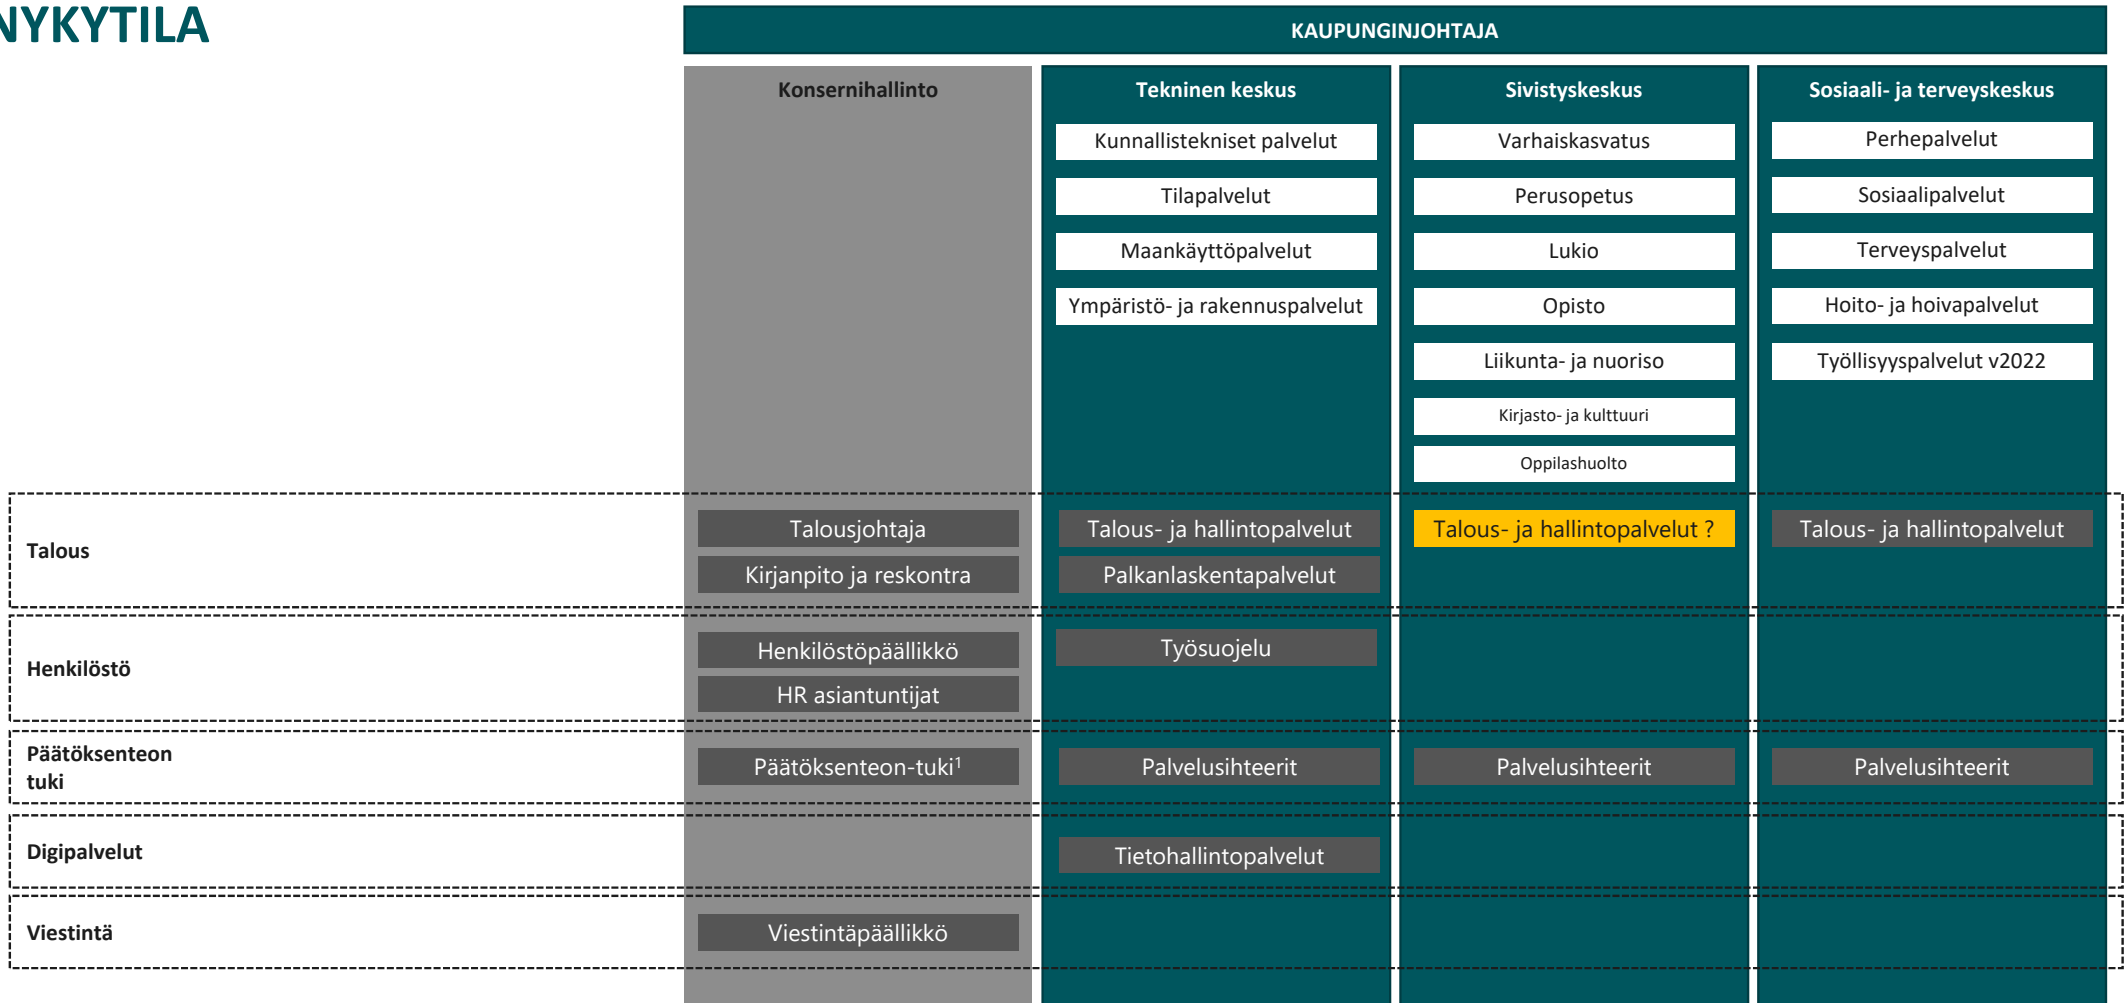 NYKYTILA
KAUPUNGINJOHTAJA
Konsernihallinto
Tekninen keskus
Kunnallistekniset palvelut
Tilapalvelut
Maankäyttöpalvelut
Ympäristö- ja rakennuspalvelut
Sivistyskeskus
Varhaiskasvatus
Perusopetus
Lukio
Opisto
Liikunta- ja nuoriso
Kirjasto- ja kulttuuri
Oppilashuolto
Sosiaali- ja terveyskeskus
Perhepalvelut
Sosiaalipalvelut
Terveyspalvelut
Hoito- ja hoivapalvelut
Työllisyyspalvelut v2022
Talous
Talousjohtaja
Kirjanpito ja reskontra
Talous- ja hallintopalvelut
Palkanlaskentapalvelut
Talous- ja hallintopalvelut ?
Talous- ja hallintopalvelut
Henkilöstö
Henkilöstöpäällikkö
HR asiantuntijat
Työsuojelu
Päätöksenteon
tuki
Päätöksenteon-tuki¹
Palvelusihteerit
Palvelusihteerit
Palvelusihteerit
Digipalvelut
Tietohallintopalvelut
Viestintä
Viestintäpäällikkö